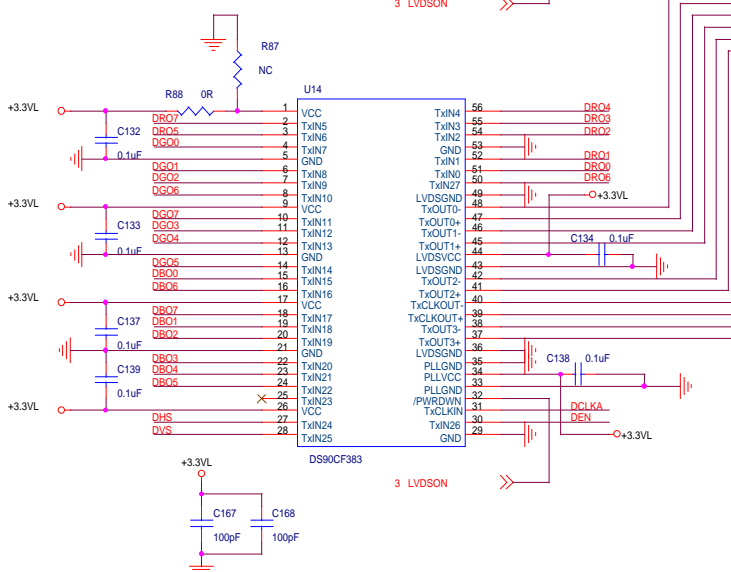 3 LVDSON
R87
NC
R88 0R
U14
+3.3VL
C132
0.1uF
DRO7
DRO5
DGO0
DGO1
DGO2
DGO6
+3.3VL
C133
0.1uF
DGO7
DGO3
DGO4
DGO5
DBO0
DBO6
+3.3VL
C137
0.1uF
DBO7
DBO1
DBO2
C139
0.1uF
DBO3
DBO4
DBO5
+3.3VL
DHS
DVS
1 VCC
2 TxIN5
3 TxIN6
4 TxIN7
5 GND
6 TxIN8
7 TxIN9
8 TxIN10
9 VCC
10 TxIN11
11 TxIN12
12 TxIN13
13 GND
14 TxIN14
15 TxIN15
16 TxIN16
17 VCC
18 TxIN17
19 TxIN18
20 TxIN19
21 GND
22 TxIN20
23 TxIN21
24 TxIN22
25 TxIN23
26 VCC
27 TxIN24
28 TxIN25
TxIN4 56 DRO4
TxIN3 55 DRO3
TxIN2 54 DRO2
GND 53
TxIN1 52 DRO1
TxIN0 51 DRO0
TxIN27 50 DRO6
LVDSGND 49
TxOUT0- 48
TxOUT0+ 47
TxOUT1- 46
TxOUT1+ 45
LVDSVCC 44
LVDSGND 43
TxOUT2- 42
TxOUT2+ 41
TxCLKOUT- 40
TxCLKOUT+ 39
TxOUT3- 38
TxOUT3+ 37
LVDSGND 36
PLLGND 35
PLLVCC 34
PLLGND 33
/PWRDWN 32
TxCLKIN 31 DCLKA
TxIN26 30 DEN
GND 29
+3.3VL
C134 0.1uF
C138 0.1uF
+3.3VL
DS90CF383
3 LVDSON
+3.3VL
C167
100pF
C168
100pF